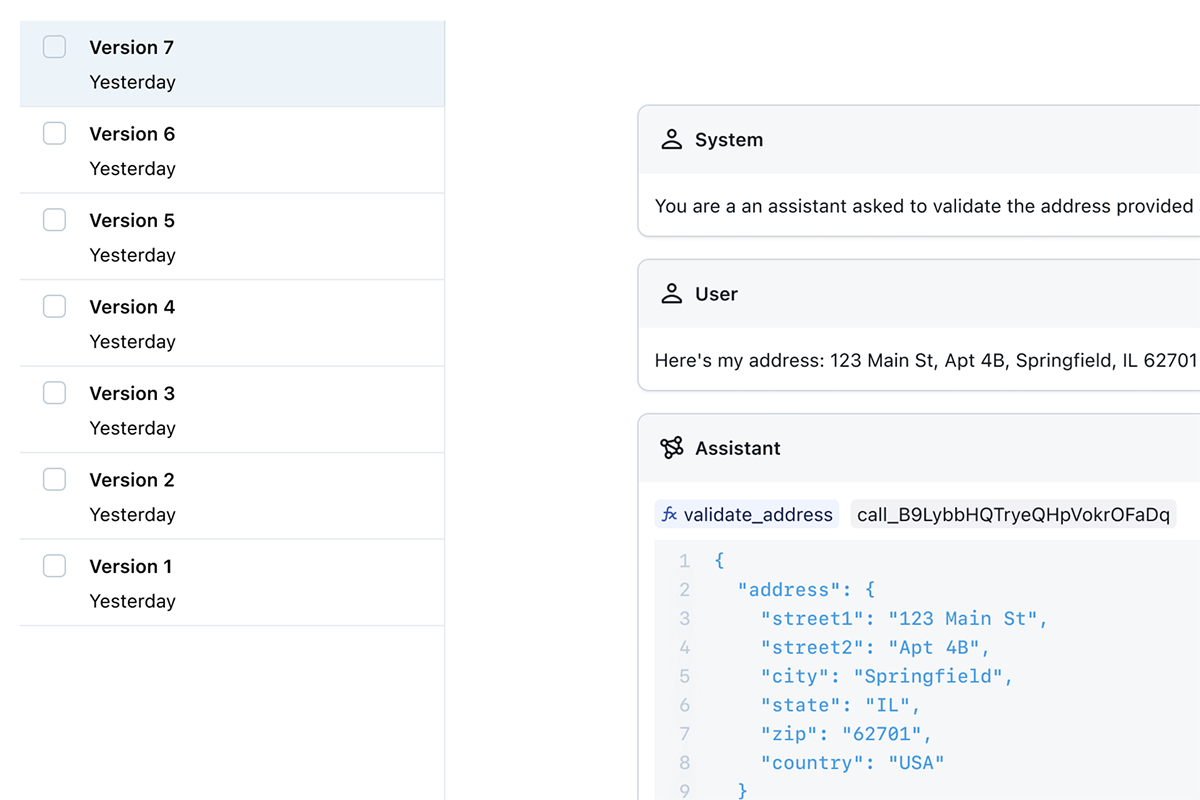 Version 7
Yesterday
Version 6
Yesterday
Version 5
Yesterday
Version 4
Yesterday
Version 3
Yesterday
Version 2
Yesterday
Version 1
Yesterday
System
You are a an assistant asked to validate the address provided
User
Here's my address: 123 Main St, Apt 4B, Springfield, IL 62701
Assistant
fx validate_address call_B9LybbHQTryeQHpVokrOFaDq
1 {
2 "address": {
3 "street1": "123 Main St",
4 "street2": "Apt 4B",
5 "city": "Springfield",
6 "state": "IL",
7 "zip": "62701",
8 "country": "USA"
9 }